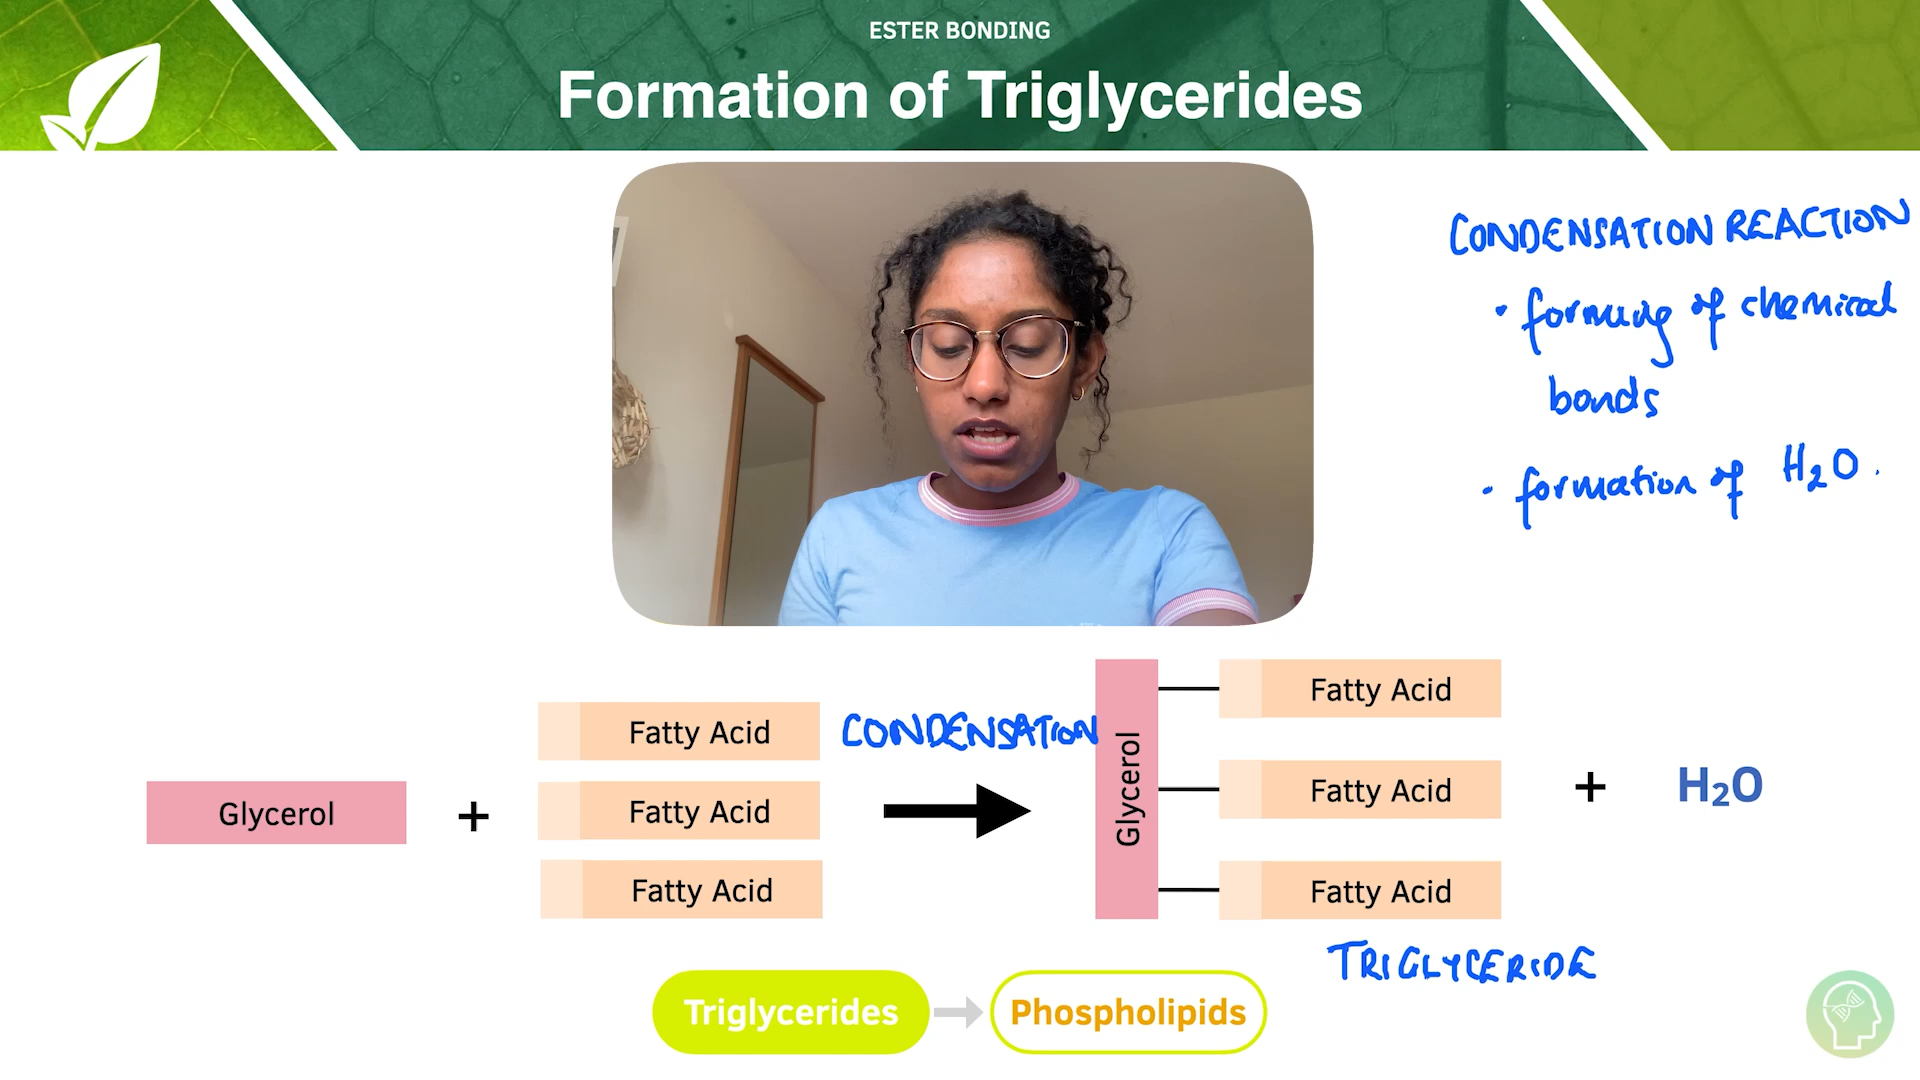 ESTER BONDING
Formation of Triglycerides
CONDENSATION REACTION
• forming of chemical
bonds
• formation of H₂O.
Glycerol
+
Fatty Acid
Fatty Acid
Fatty Acid
CONDENSATION
Glycerol
Fatty Acid
Fatty Acid
Fatty Acid
+
H₂O
TRIGLYCERIDE
Triglycerides
Phospholipids